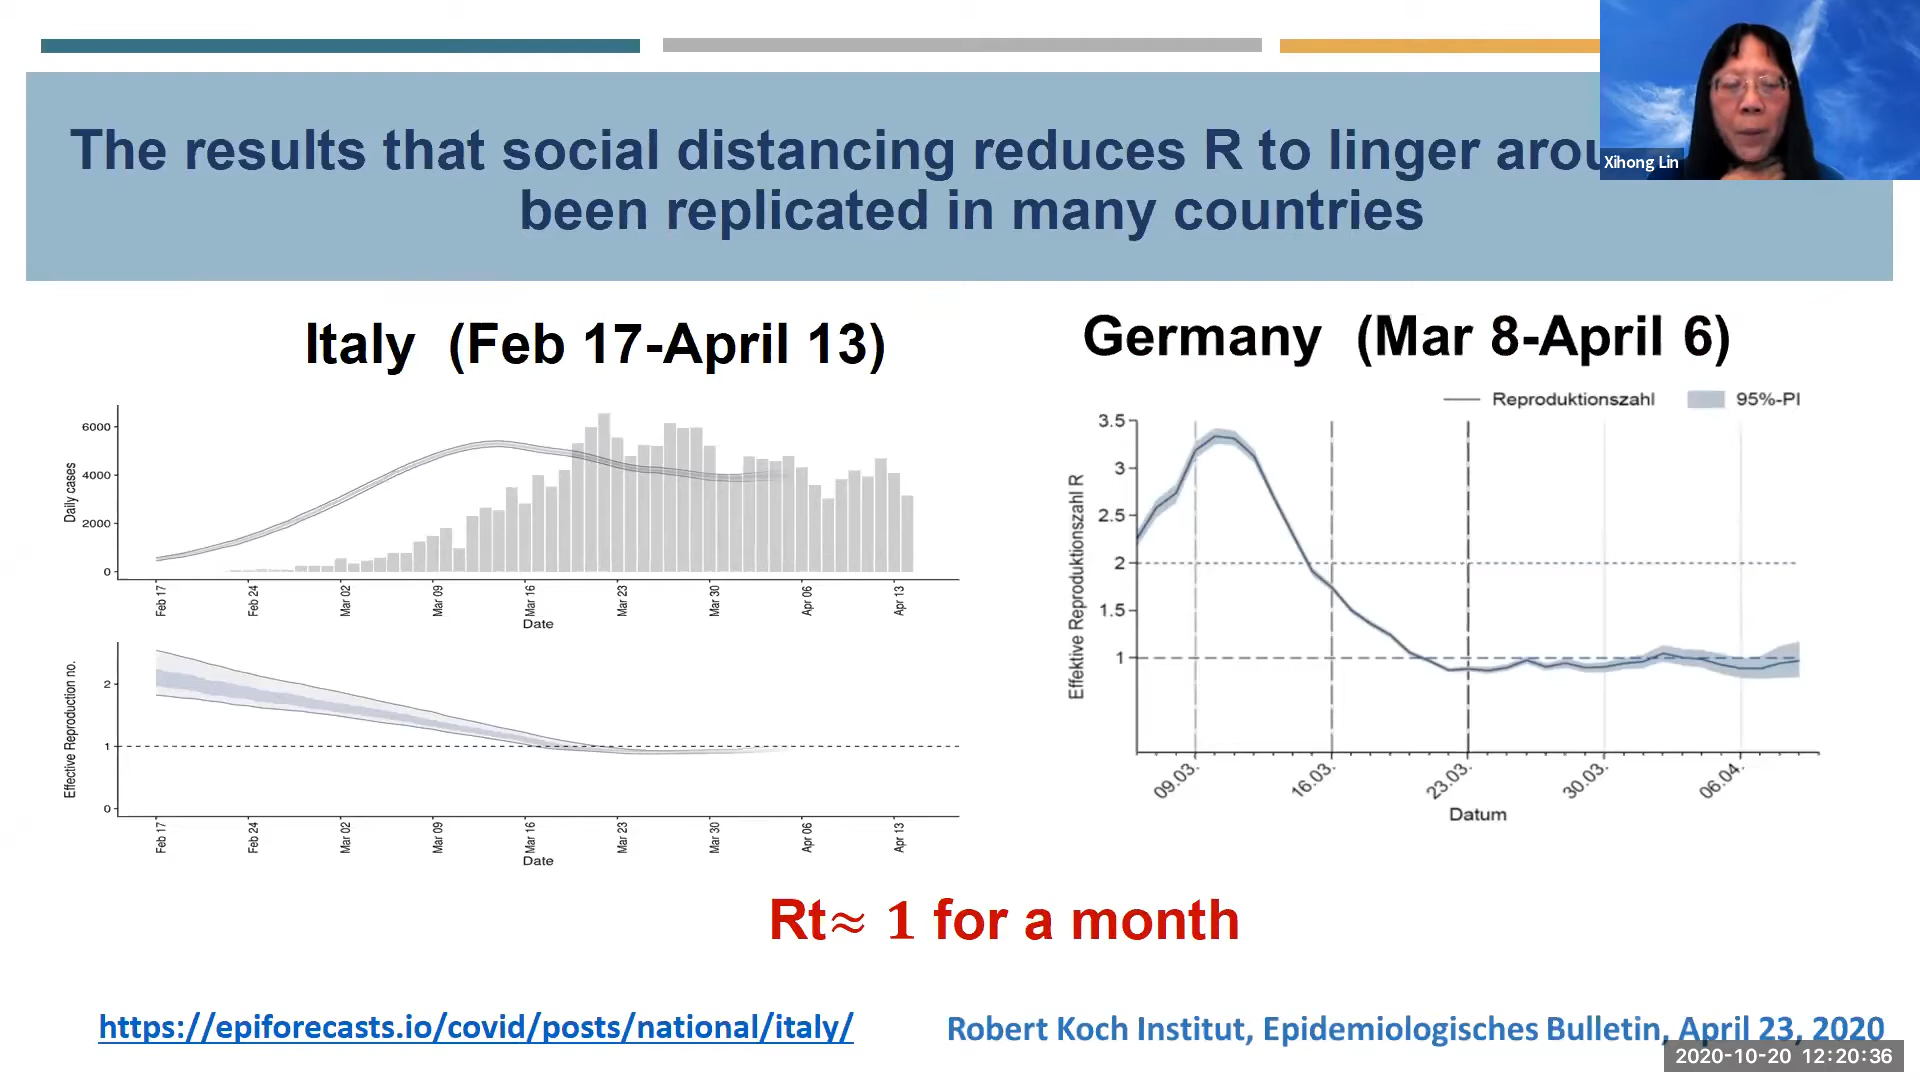 The results that social distancing reduces R to linger
been replicated in many countries
Xihong Lin
Italy (Feb 17-April 13)
6000
4000
2000
0
Daily cases
Feb 17
Feb 24
Mar 02
Mar 09
Mar 16
Mar 23
Mar 30
Apr 06
Apr 13
Date
2
1
0
Effective Reproduction no.
Feb 17
Feb 24
Mar 02
Mar 09
Mar 16
Mar 23
Mar 30
Apr 06
Apr 13
Date
Germany (Mar 8-April 6)
Reproduktionszahl 95%-PI
3.5
3
2.5
2
1.5
1
Effektive Reproduktionszahl R
09.03.
16.03.
23.03.
30.03.
06.04.
Datum
Rt≈ 1 for a month
https://epiforecasts.io/covid/posts/national/italy/
Robert Koch Institut, Epidemiologisches Bulletin, April 23, 2020
2020-10-20 12:20:36